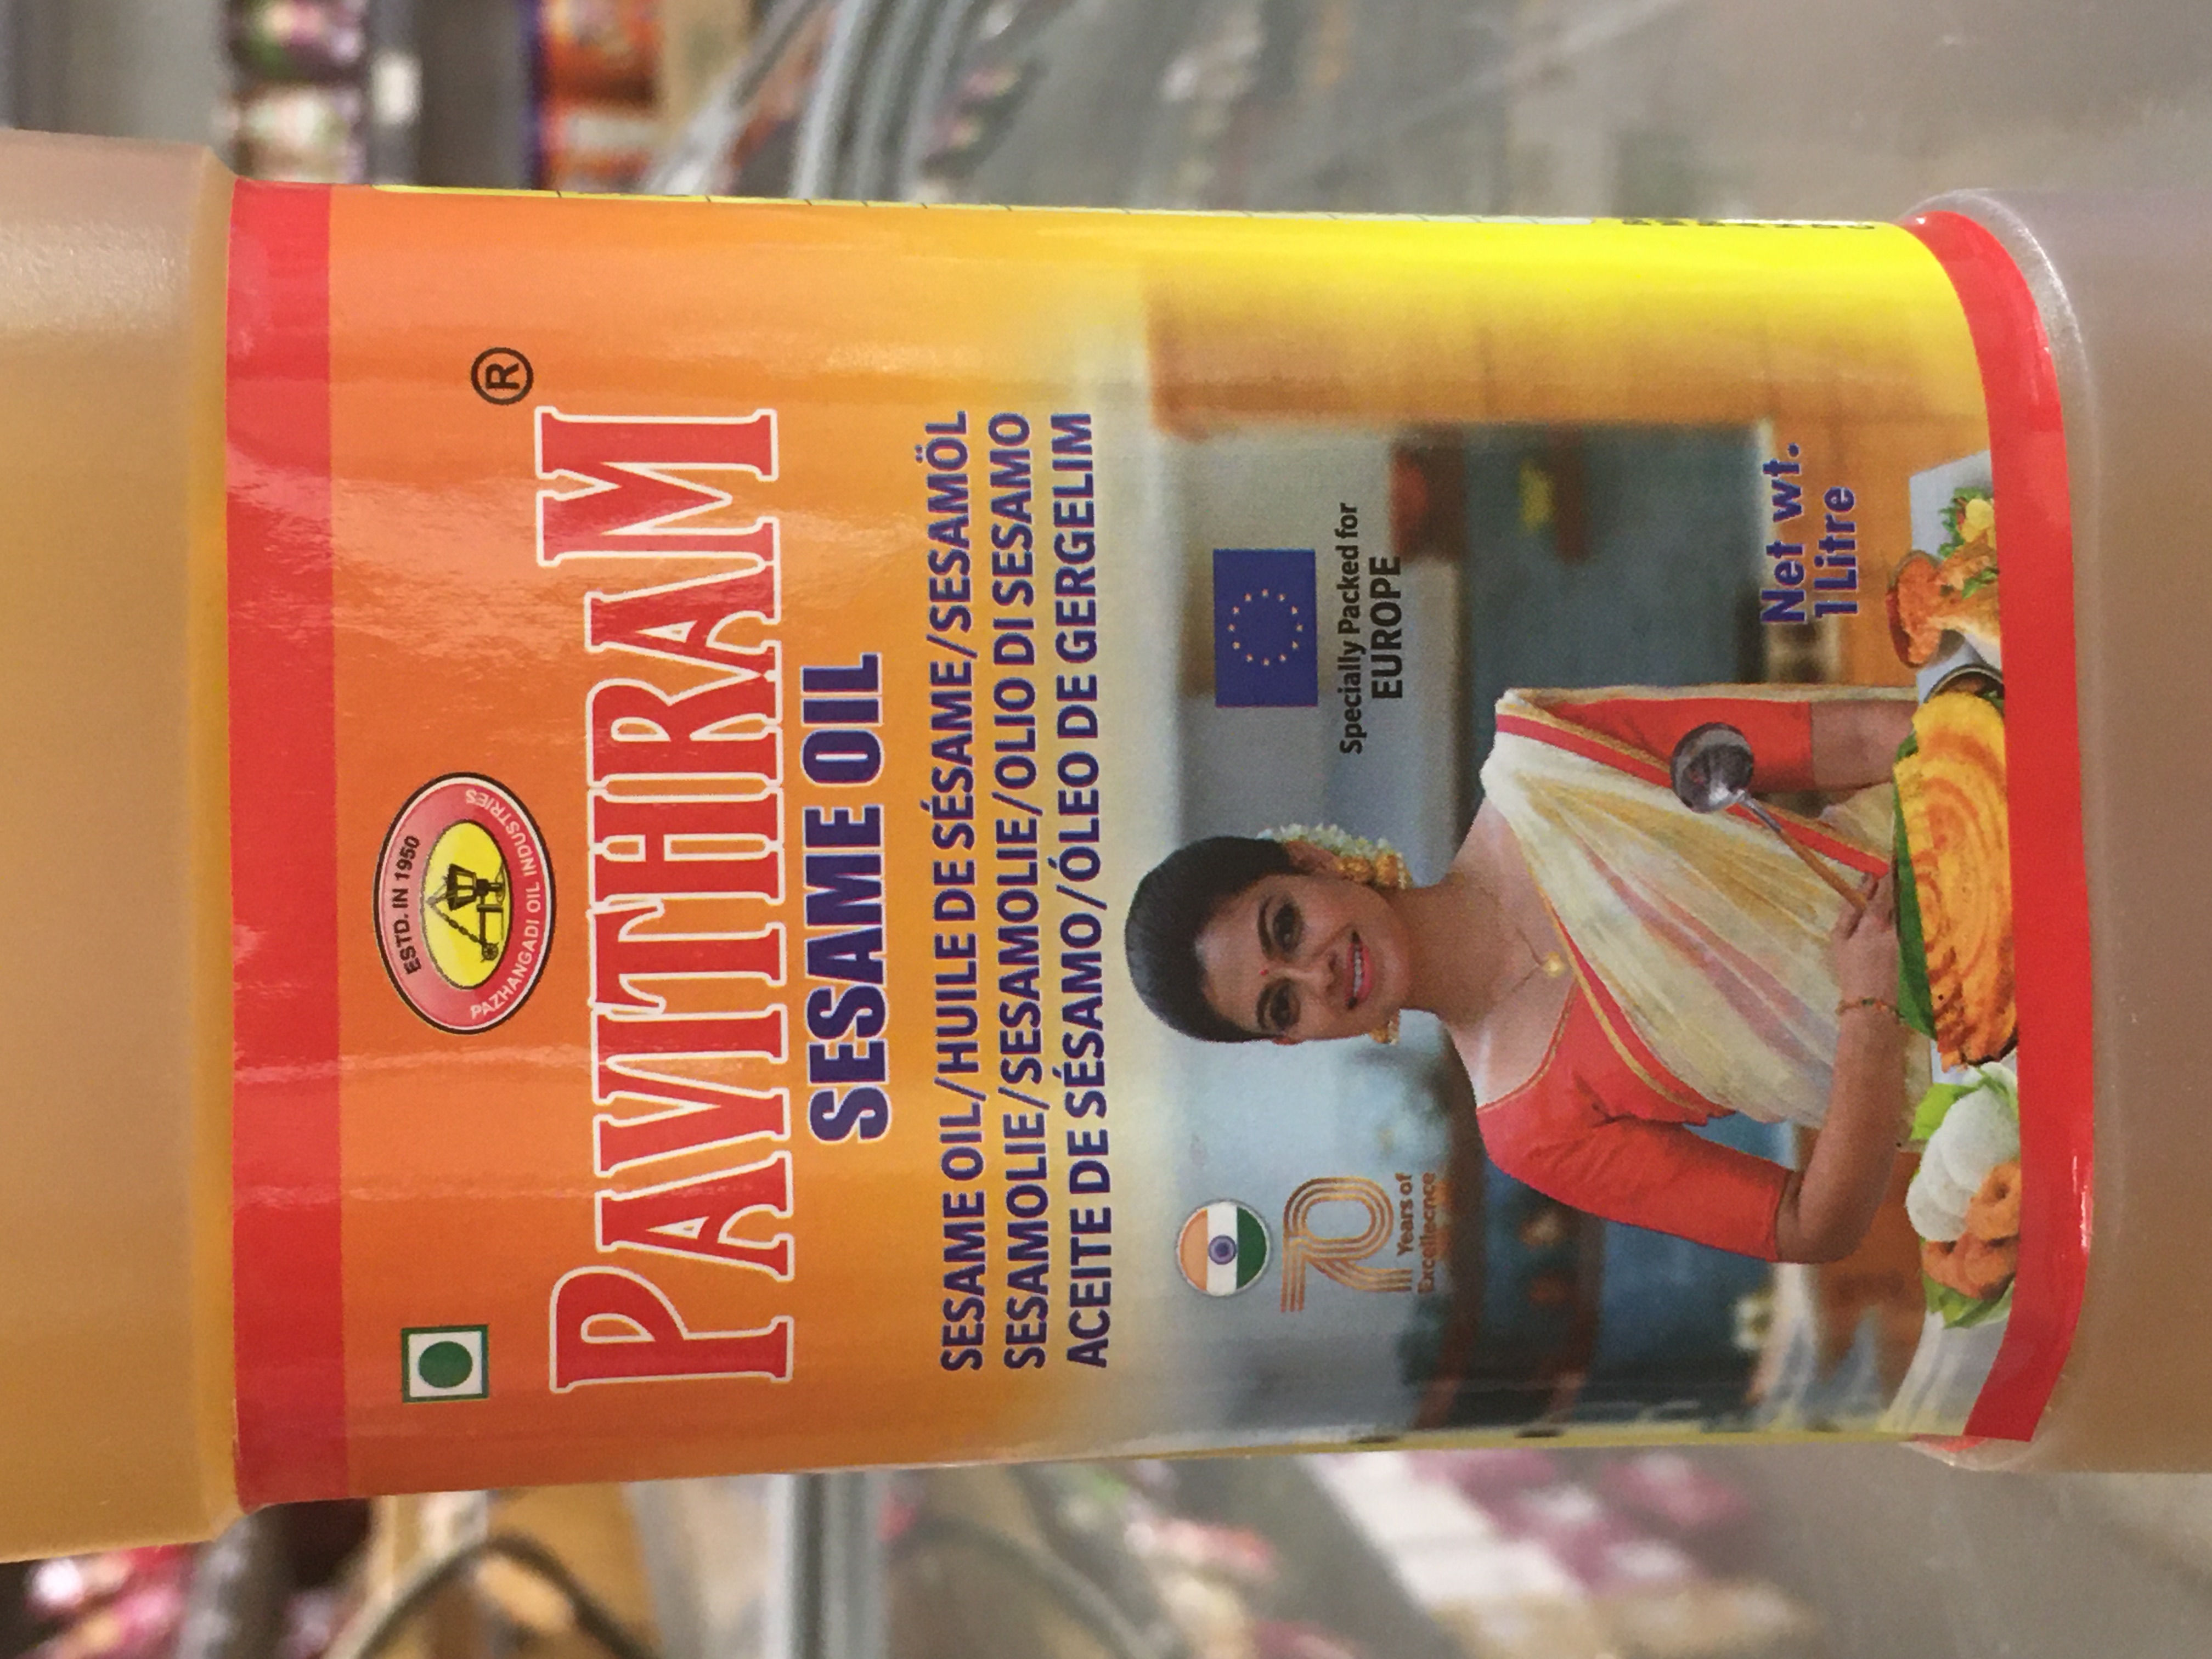 ESTD. IN 1950
PAZHANGADI OIL INDUSTRIES
PAVITHRAM®
SESAME OIL
SESAME OIL/HUILE DE SÉSAME/SESAMÖL
SESAMOLIE/SESAMOLIE/OLIO DI SESAMO
ACEITE DE SÉSAMO/ÓLEO DE GERGELIM
70
Years of
Excellecnce
Specially Packed for
EUROPE
Net wt.
1 Litre